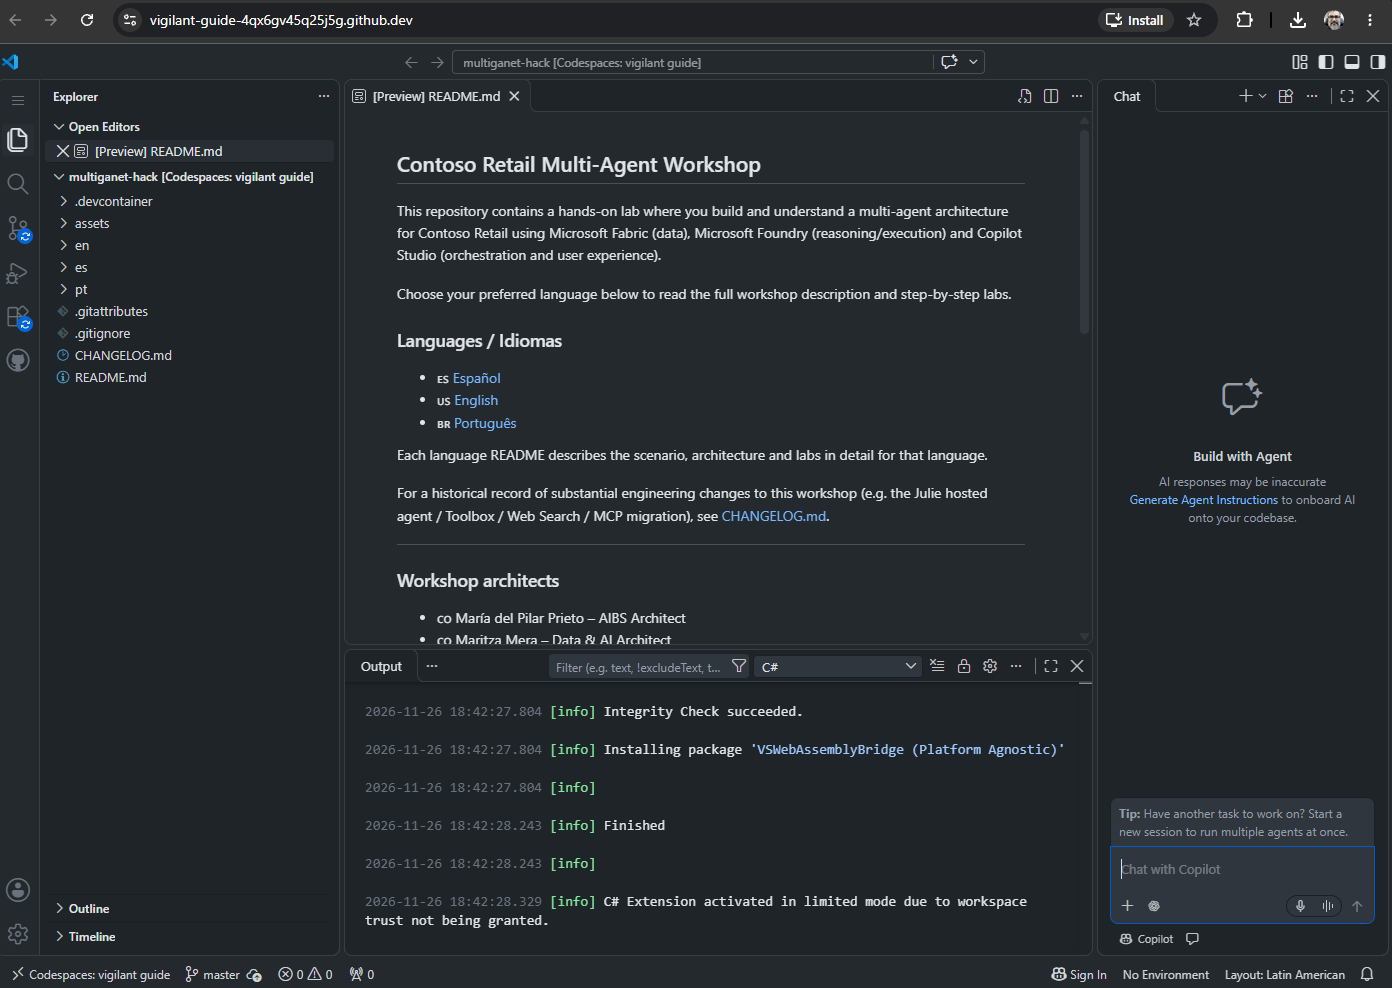 vigilant-guide-4qx6gv45q25j5g.github.dev
Install
multiganet-hack [Codespaces: vigilant guide]
Explorer
Open Editors
[Preview] README.md
multiganet-hack [Codespaces: vigilant guide]
.devcontainer
assets
en
es
pt
.gitattributes
.gitignore
CHANGELOG.md
README.md
Outline
Timeline
[Preview] README.md
Contoso Retail Multi-Agent Workshop
This repository contains a hands-on lab where you build and understand a multi-agent architecture
for Contoso Retail using Microsoft Fabric (data), Microsoft Foundry (reasoning/execution) and Copilot
Studio (orchestration and user experience).
Choose your preferred language below to read the full workshop description and step-by-step labs.
Languages / Idiomas
• ES Español
• US English
• BR Português
Each language README describes the scenario, architecture and labs in detail for that language.
For a historical record of substantial engineering changes to this workshop (e.g. the Julie hosted
agent / Toolbox / Web Search / MCP migration), see CHANGELOG.md.
Workshop architects
• co María del Pilar Prieto – AIBS Architect
• co Maritza Mera – Data & AI Architect
Output
Filter (e.g. text, !excludeText, t...
C#
2026-11-26 18:42:27.804 [info] Integrity Check succeeded.
2026-11-26 18:42:27.804 [info] Installing package 'VSWebAssemblyBridge (Platform Agnostic)'
2026-11-26 18:42:27.804 [info]
2026-11-26 18:42:28.243 [info] Finished
2026-11-26 18:42:28.243 [info]
2026-11-26 18:42:28.329 [info] C# Extension activated in limited mode due to workspace
trust not being granted.
Chat
Build with Agent
AI responses may be inaccurate
Generate Agent Instructions to onboard AI
onto your codebase.
Tip: Have another task to work on? Start a
new session to run multiple agents at once.
Chat with Copilot
Copilot
Codespaces: vigilant guide
master
0
0
0
Sign In
No Environment
Layout: Latin American